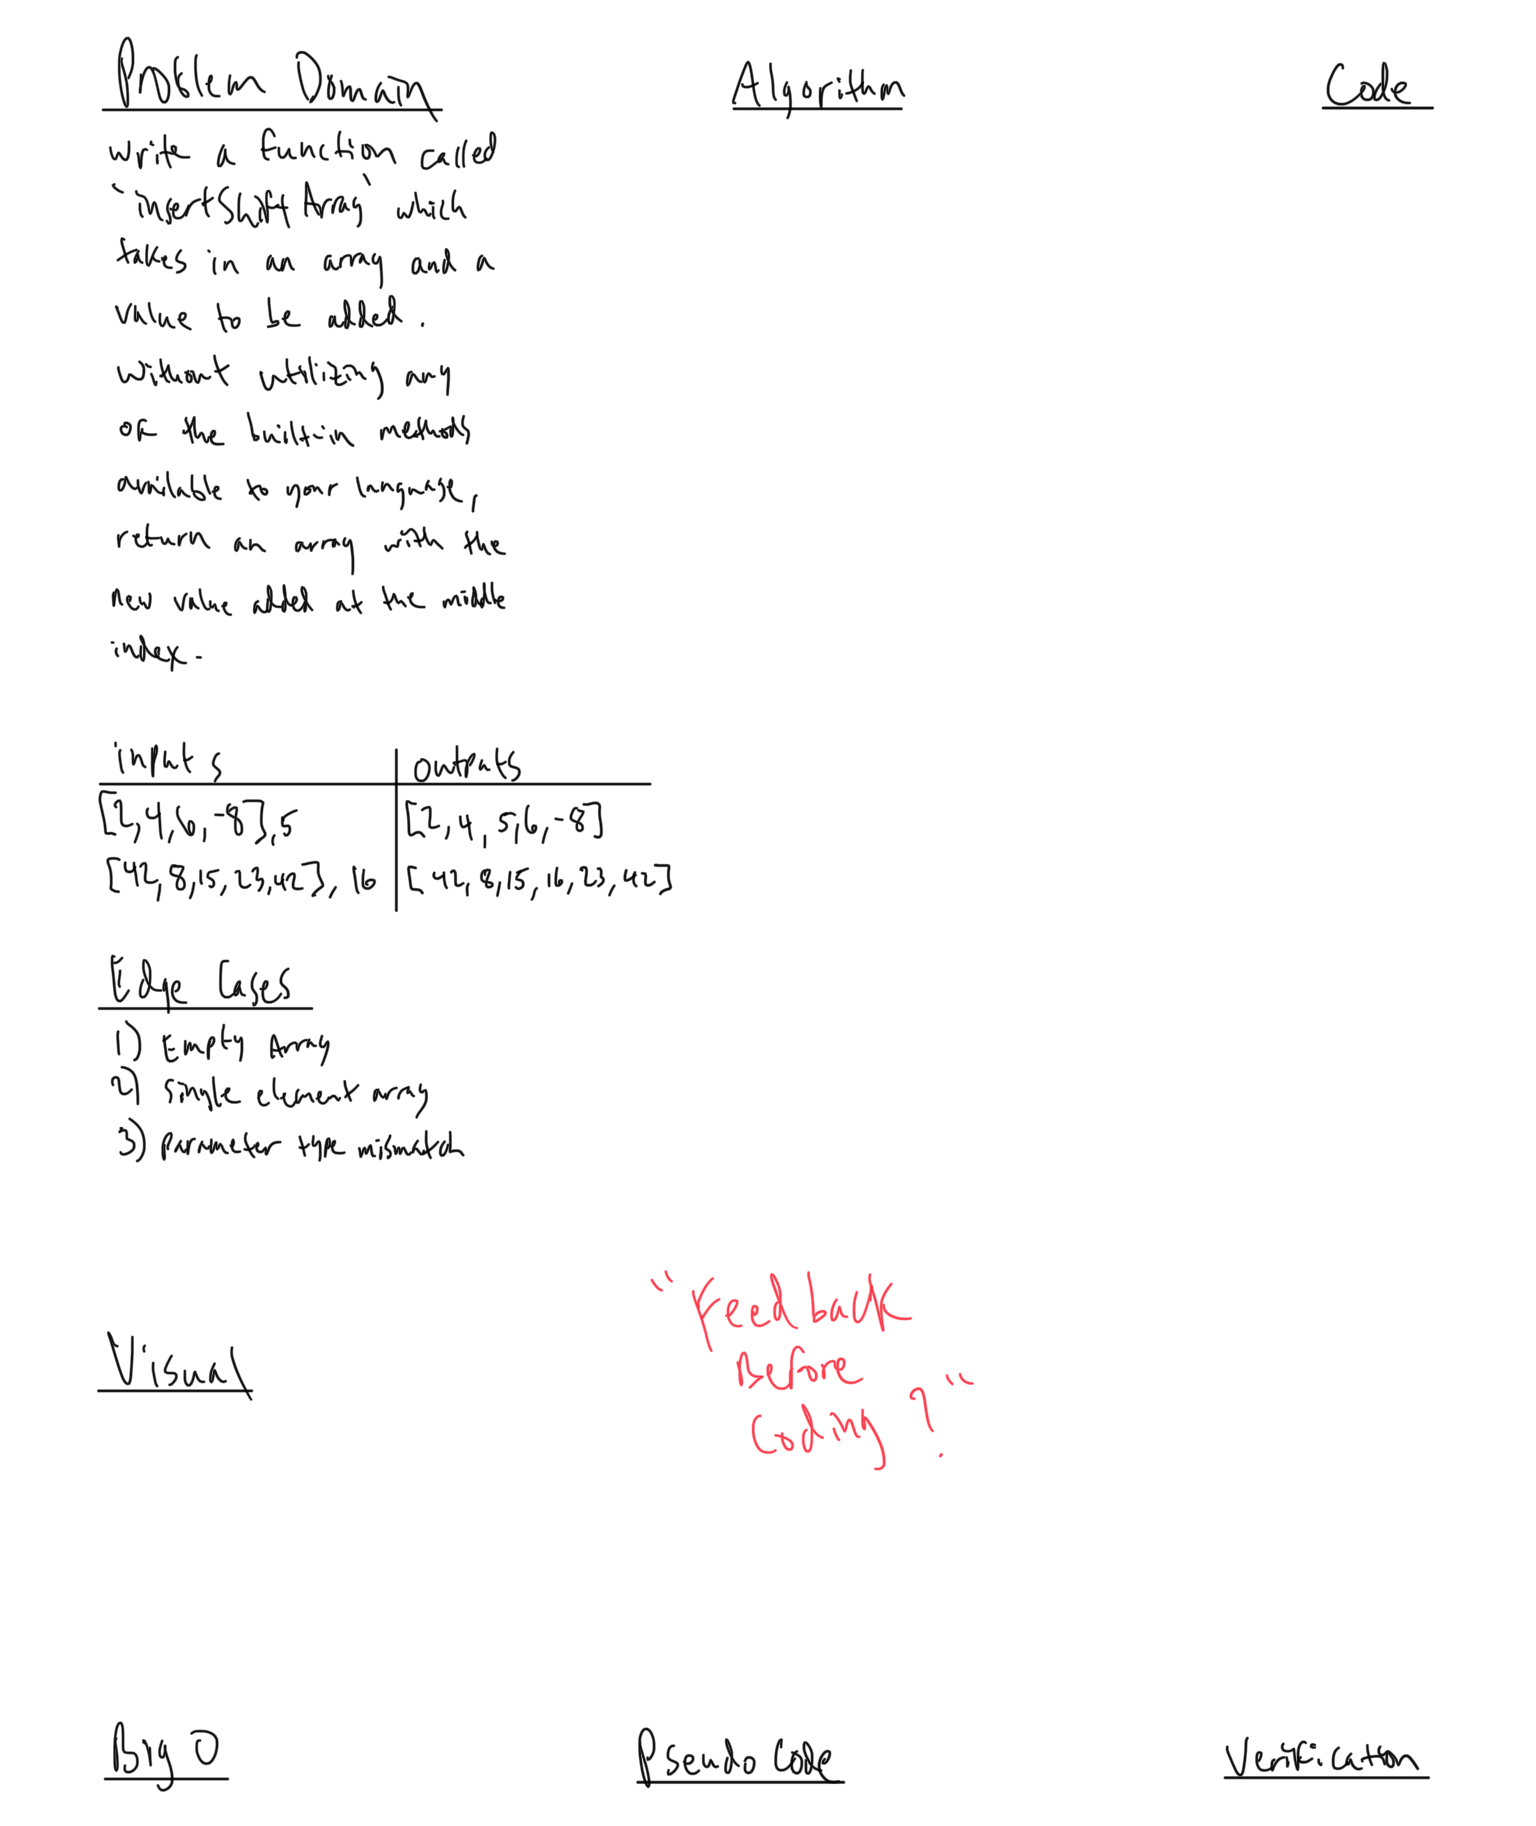 Problem Domain
Write a function called
`insertShiftArray` which
takes in an array and a
value to be added.
Without utilizing any
of the built-in methods
available to your language,
return an array with the
new value added at the middle
index.
inputs | outputs
[2,4,6,-8],5 | [2,4,5,6,-8]
[42,8,15,23,42], 16 | [42,8,15,16,23,42]
Edge Cases
1) Empty Array
2) Single element array
3) Parameter type mismatch
Visual
Big O
Algorithm
"Feedback
Before
Coding?"
Pseudo Code
Code
Verification